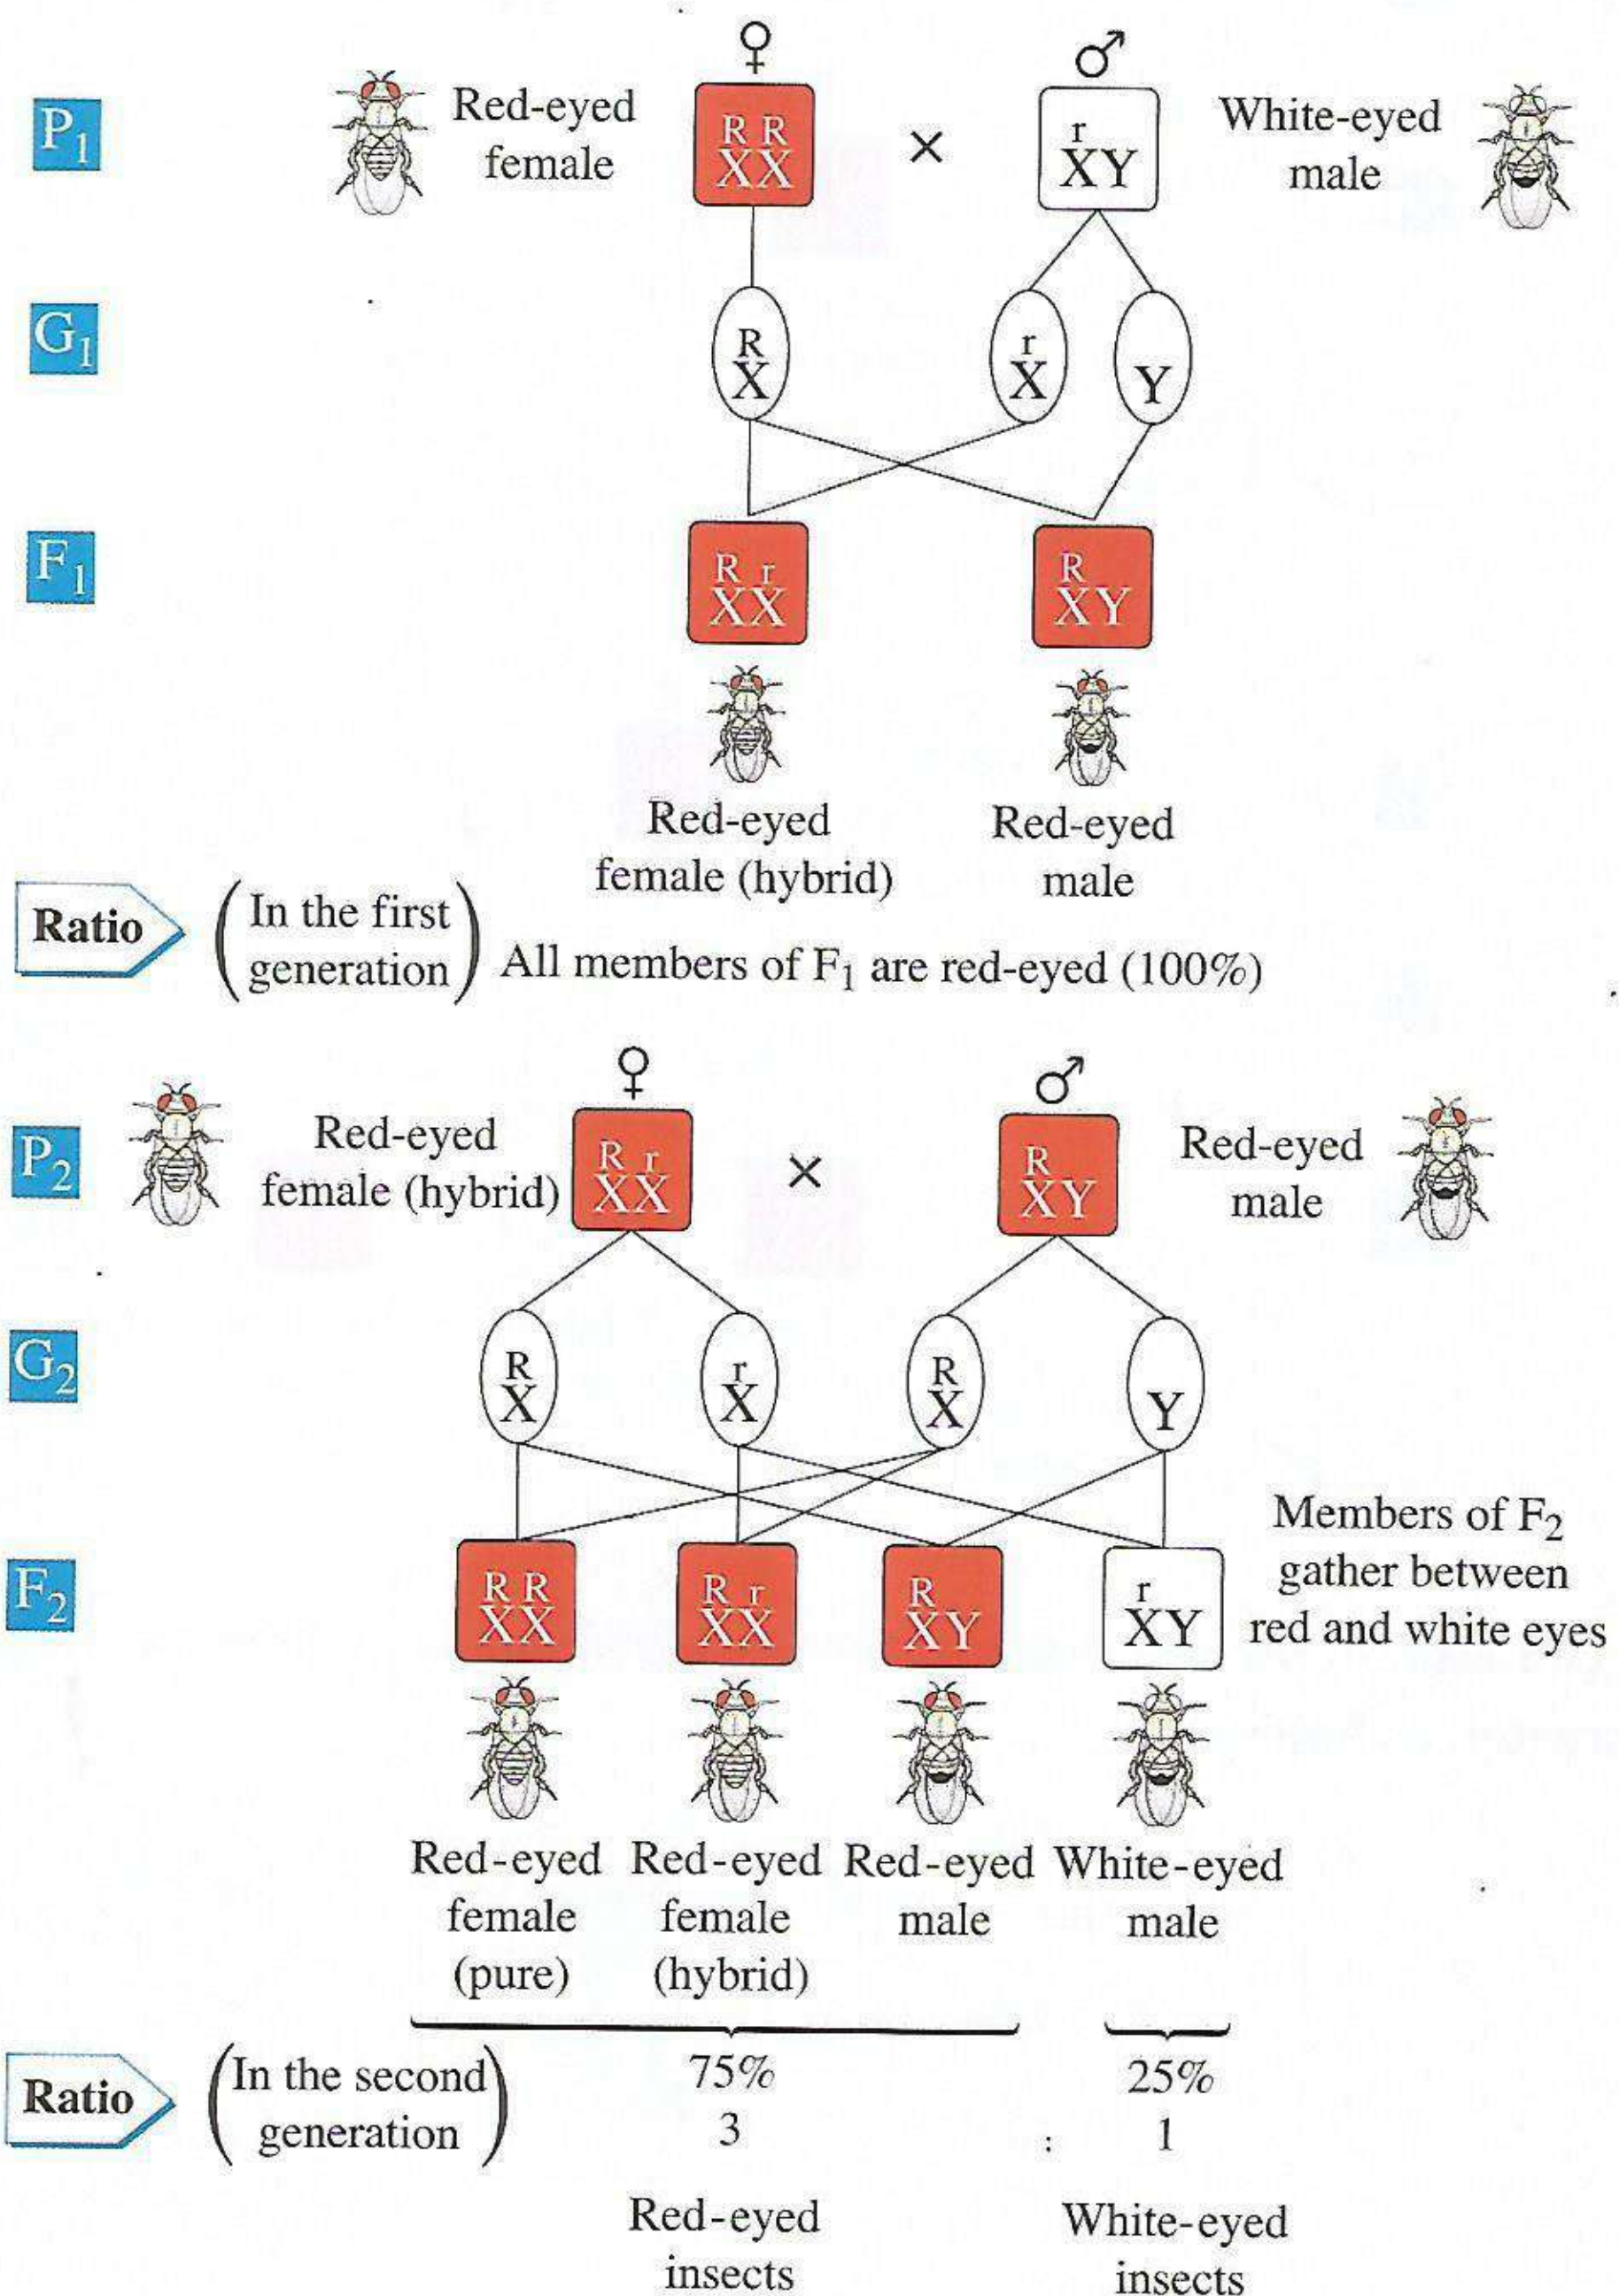 ♀ ♂
P1 Red-eyed female R R XX × r XY White-eyed male
G1 R X r X Y
F1 R r XX R XY
Red-eyed female (hybrid) Red-eyed male
Ratio (In the first generation) All members of F1 are red-eyed (100%)
♀ ♂
P2 Red-eyed female (hybrid) R r XX × R XY Red-eyed male
G2 R X r X R X Y
Members of F2 gather between red and white eyes
F2 R R XX R r XX R XY r XY
Red-eyed female (pure) Red-eyed female (hybrid) Red-eyed male White-eyed male
Ratio (In the second generation) 75% 25%
3 : 1
Red-eyed insects White-eyed insects